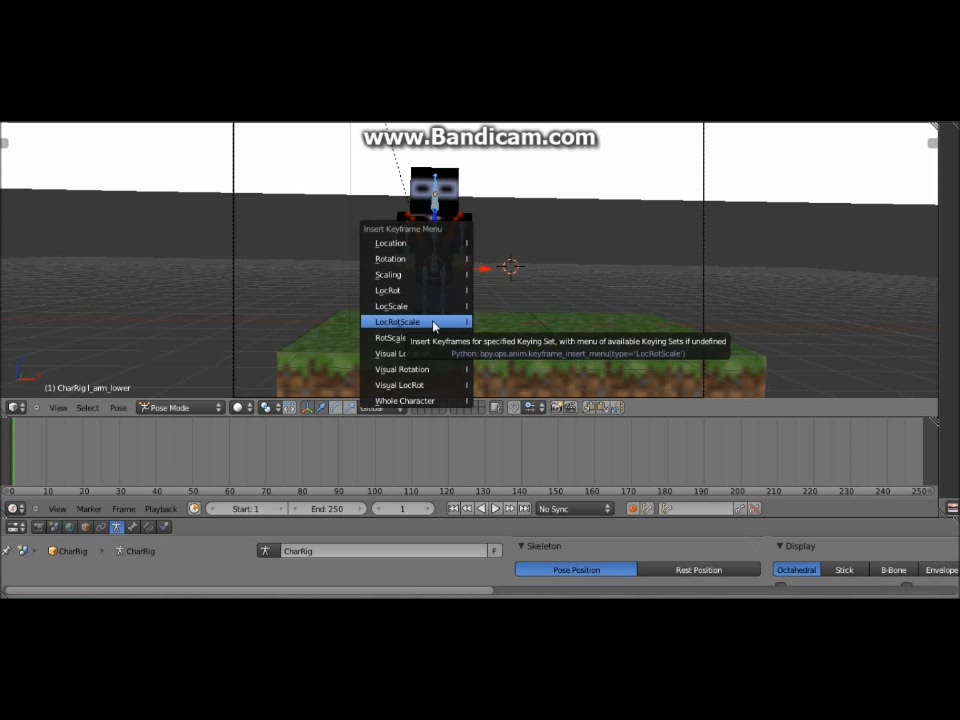 www.Bandicam.com
Insert Keyframe Menu
Location I
Rotation I
Scaling I
LocRot I
LocScale I
LocRotScale I
RotScale
Insert Keyframes for specified Keying Set, with menu of available Keying Sets if undefined
Visual Lo
Python: bpy.ops.anim.keyframe_insert_menu(type='LocRotScale')
Visual Rotation I
Visual LocRot I
(1) CharRig l_arm_lower
Whole Character I
View Select Pose Pose Mode Global
0 10 20 30 40 50 60 70 80 90 100 110 120 130 140 150 160 170 180 190 200 210 220 230 240 250
View Marker Frame Playback Start: 1 End: 250 1 No Sync
CharRig CharRig CharRig F Skeleton Display
Pose Position Rest Position Octahedral Stick B-Bone Envelope